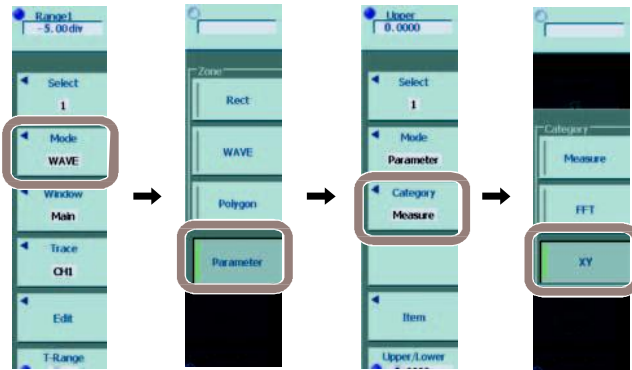 Range1
-5.00div
Select
1
Mode
WAVE
Window
Main
Trace
CH1
Edit
T-Range
Zone
Rect
WAVE
Polygon
Parameter
Upper
0.0000
Select
1
Mode
Parameter
Category
Measure
Item
Upper/Lower
Category
Measure
FFT
XY